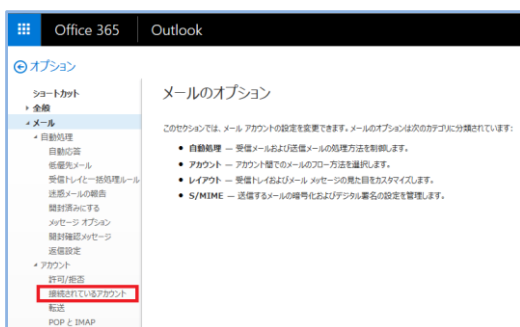 Office 365 Outlook
オプション
ショートカット
全般
メール
自動処理
自動応答
低優先メール
受信トレイと一括処理ルール
迷惑メールの報告
開封済みにする
メッセージ オプション
開封確認メッセージ
返信設定
アカウント
許可/拒否
接続されているアカウント
転送
POP と IMAP
メールのオプション
このセクションでは、メール アカウントの設定を変更できます。メールのオプションは次のカテゴリに分類されています:
• 自動処理 — 受信メールおよび送信メールの処理方法を制御します。
• アカウント — アカウント間でのメールのフロー方法を選択します。
• レイアウト — 受信トレイおよびメール メッセージの見た目をカスタマイズします。
• S/MIME — 送信するメールの暗号化およびデジタル署名の設定を管理します。